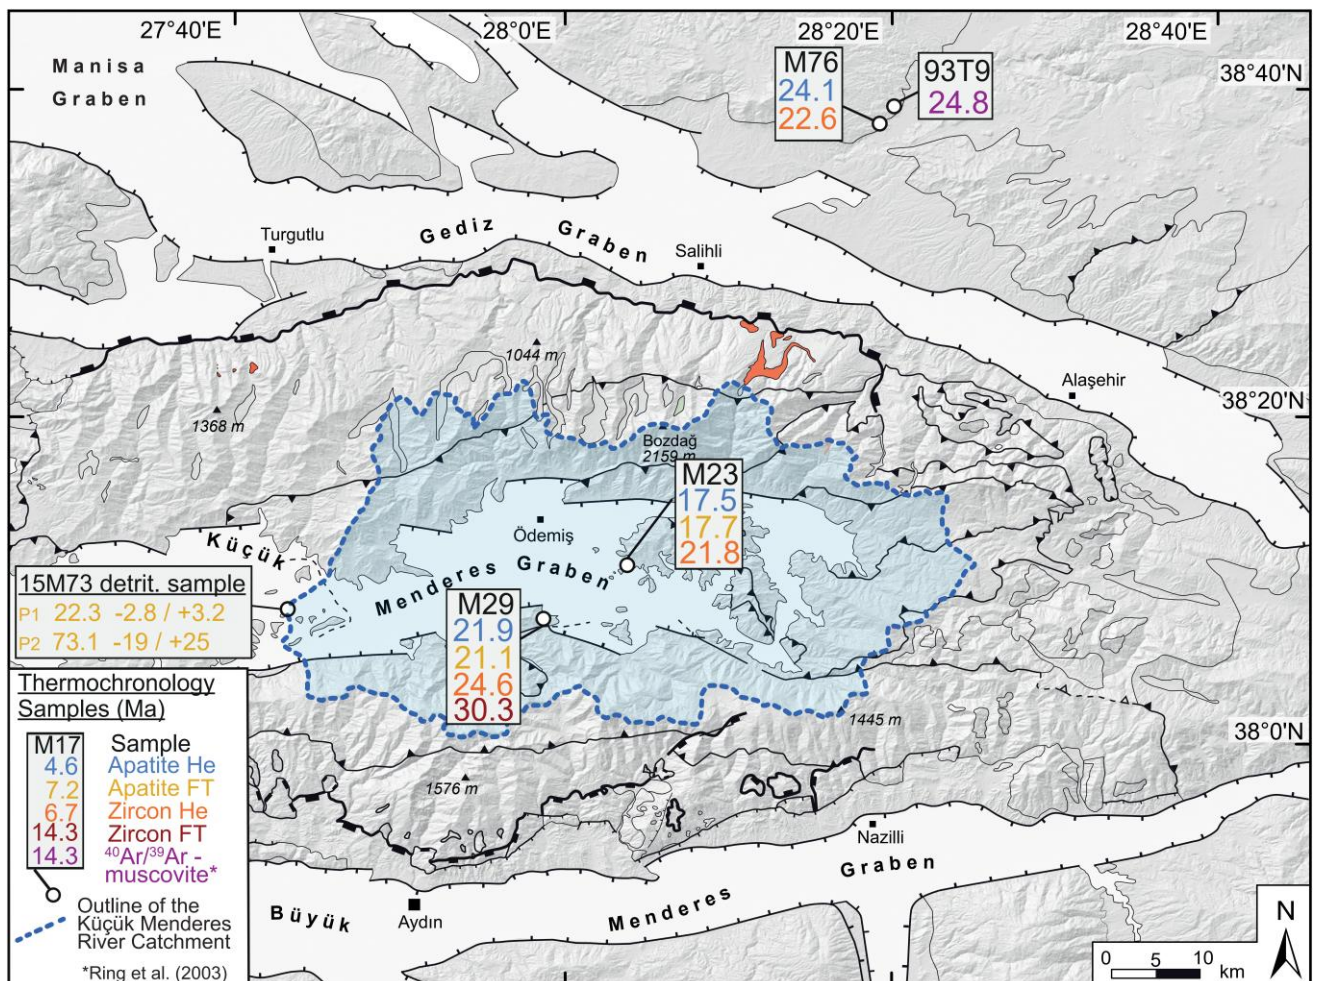 27°40'E
28°0'E
28°20'E
28°40'E
Manisa
Graben
M76
24.1
22.6
93T9
24.8
38°40'N
Turgutlu
Gediz Graben
Salihli
1044 m
Alaşehir
1368 m
38°20'N
Bozdağ
2159 m
M23
17.5
17.7
21.8
Ödemiş
Küçük
Menderes Graben
15M73 detrit. sample
P1 22.3 -2.8 / +3.2
P2 73.1 -19 / +25
M29
21.9
21.1
24.6
30.3
1445 m
38°0'N
1576 m
Nazilli
Graben
Büyük
Aydın
Menderes
Thermochronology
Samples (Ma)
M17 Sample
4.6 Apatite He
7.2 Apatite FT
6.7 Zircon He
14.3 Zircon FT
14.3 ⁴⁰Ar/³⁹Ar -
muscovite*
Outline of the
Küçük Menderes
River Catchment
*Ring et al. (2003)
N
0 5 10
km